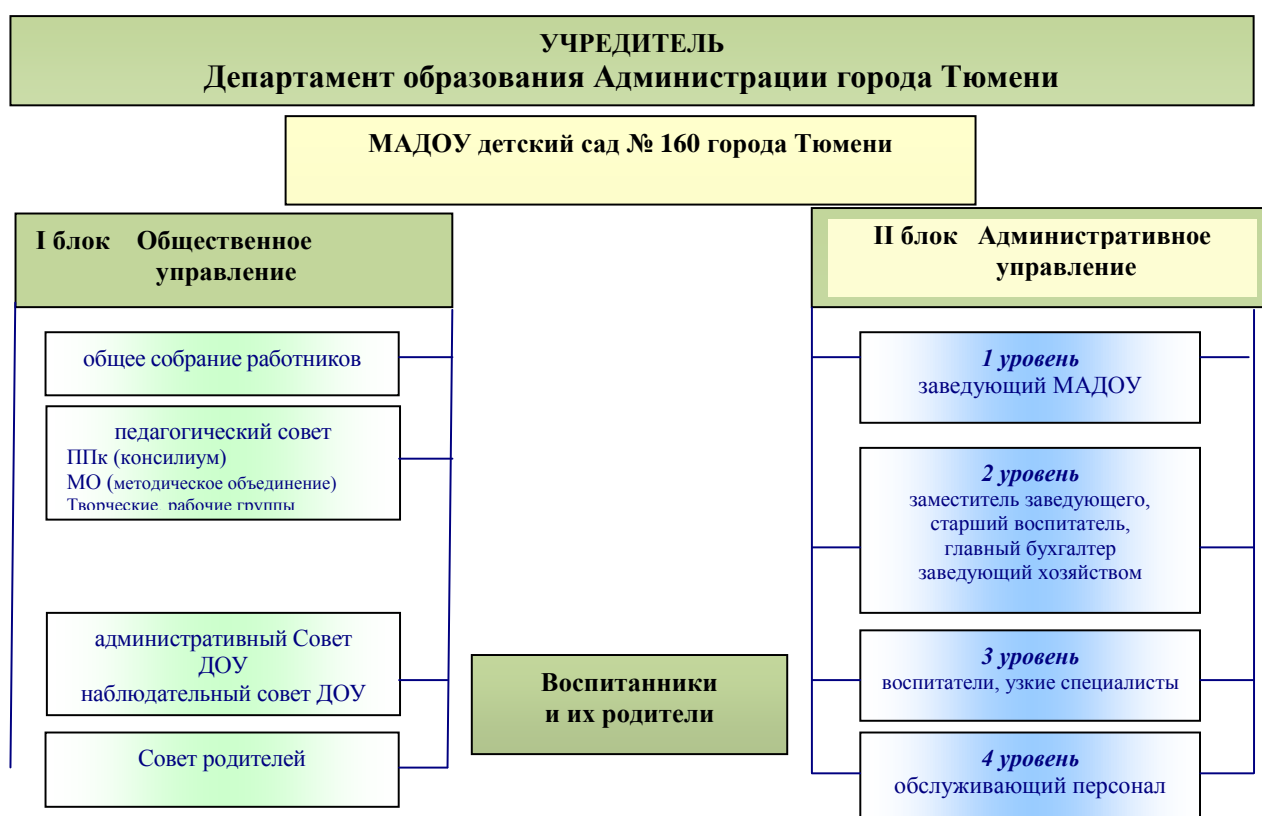 УЧРЕДИТЕЛЬ
Департамент образования Администрации города Тюмени
МАДОУ детский сад № 160 города Тюмени
I блок Общественное
управление
общее собрание работников
педагогический совет
ППк (консилиум)
МО (методическое объединение)
Творческие, рабочие группы
административный Совет
ДОУ
наблюдательный совет ДОУ
Совет родителей
Воспитанники
и их родители
II блок Административное
управление
1 уровень
заведующий МАДОУ
2 уровень
заместитель заведующего,
старший воспитатель,
главный бухгалтер
заведующий хозяйством
3 уровень
воспитатели, узкие специалисты
4 уровень
обслуживающий персонал